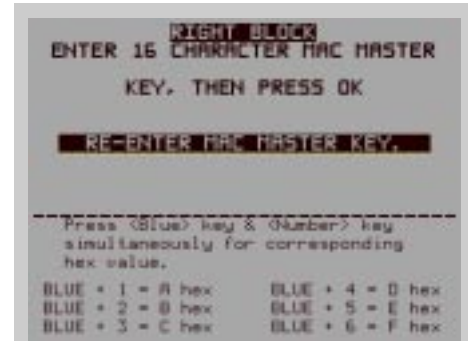 RIGHT BLOCK
ENTER 16 CHARACTER MAC MASTER
KEY, THEN PRESS OK
RE-ENTER MAC MASTER KEY.
Press <Blue> key & <Number> key
simultaneously for corresponding
hex value.
BLUE + 1 = A hex BLUE + 4 = D hex
BLUE + 2 = B hex BLUE + 5 = E hex
BLUE + 3 = C hex BLUE + 6 = F hex